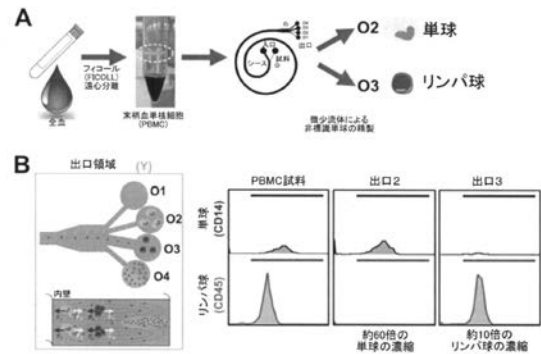 A
フィコール
(FICOLL)
遠心分離
全血
末梢血単核細胞
(PBMC)
入口
試料
シース
出口
微少流体による
非標識単球の精製
O2
単球
O3
リンパ球
B
出口領域
(Y)
O1
O2
O3
O4
内壁
PBMC試料
出口2
出口3
単球
(CD14)
リンパ球
(CD45)
約60倍の
単球の濃縮
約10倍の
リンパ球の濃縮